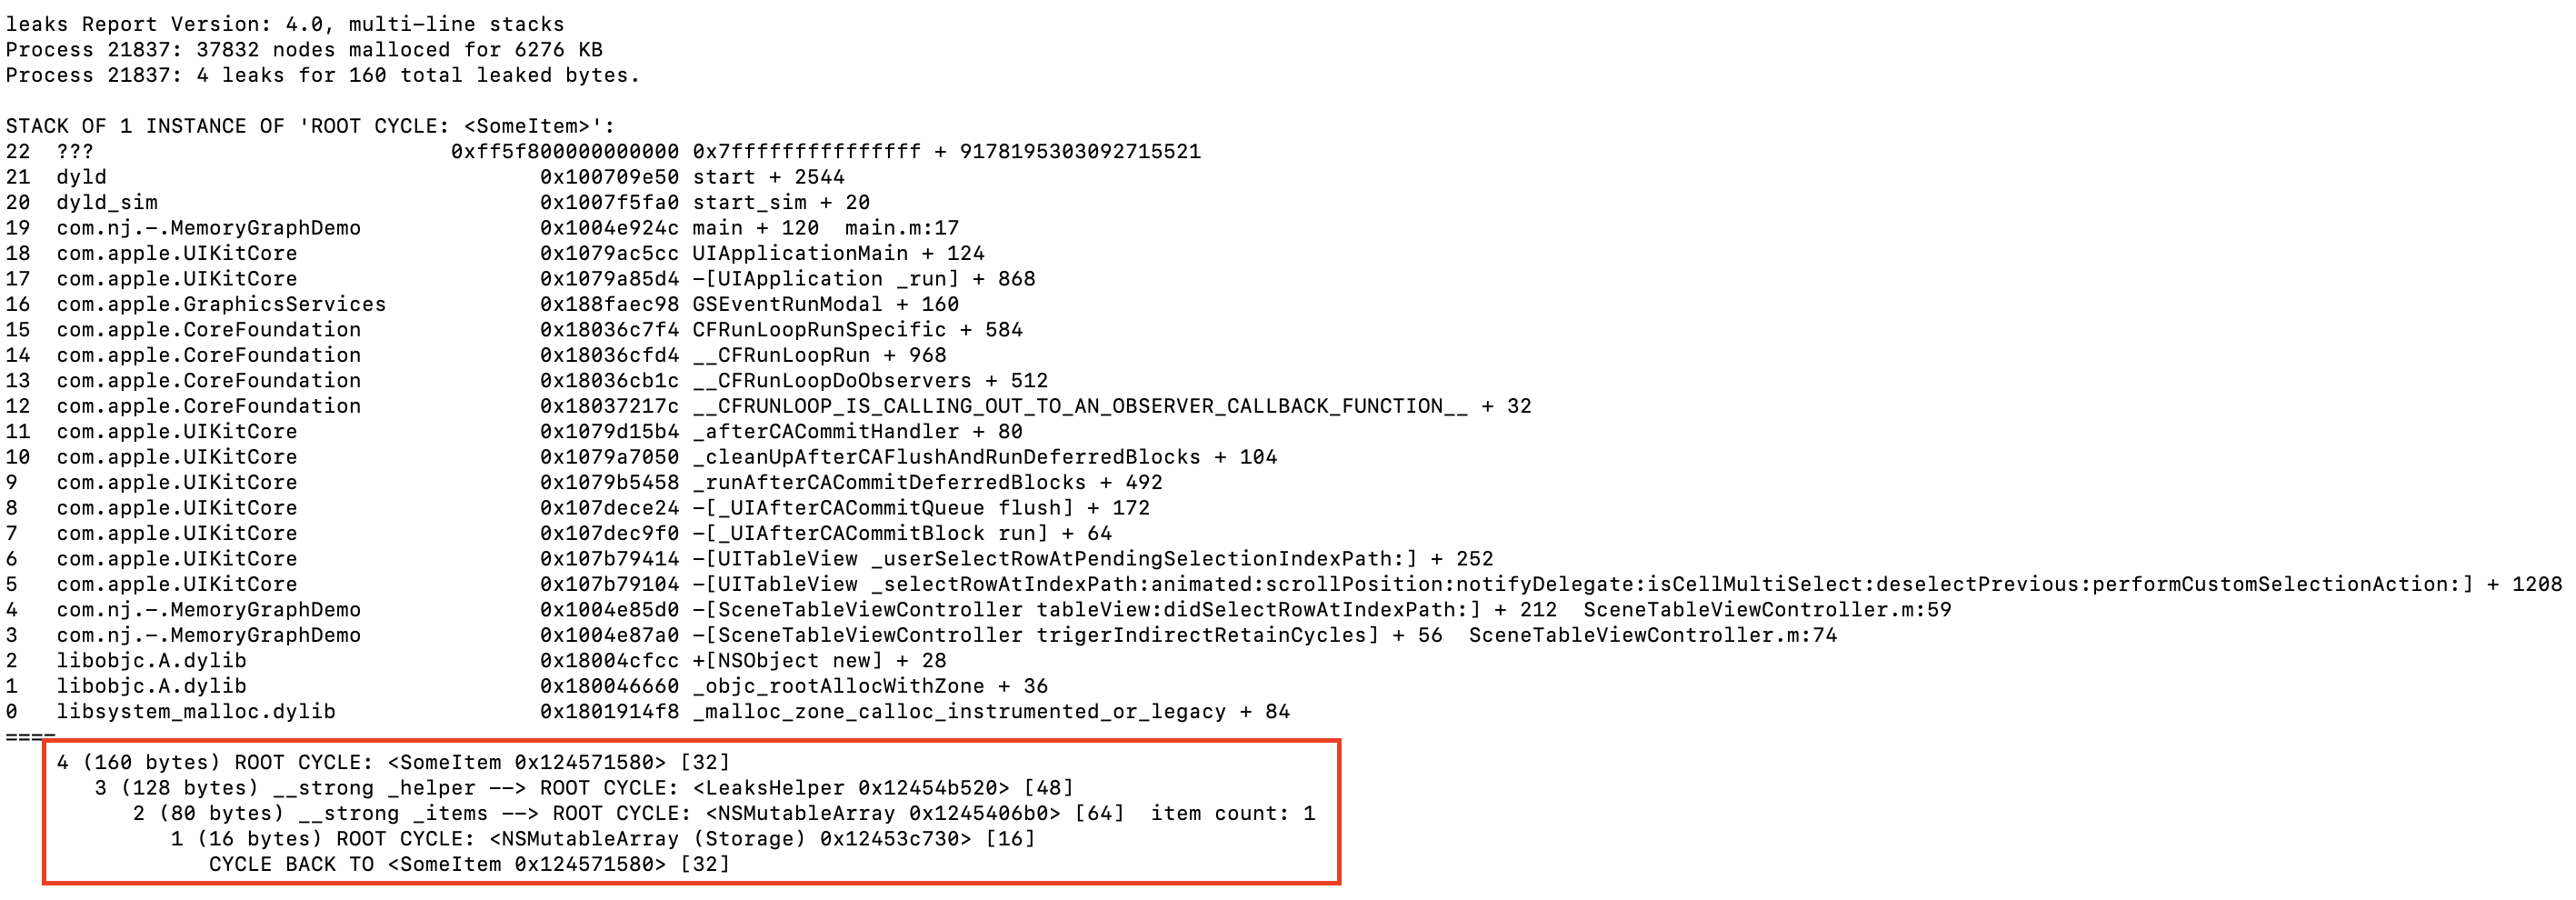 leaks Report Version: 4.0, multi-line stacks
Process 21837: 37832 nodes malloced for 6276 KB
Process 21837: 4 leaks for 160 total leaked bytes.
STACK OF 1 INSTANCE OF 'ROOT CYCLE: <SomeItem>':
22 ??? 0xff5f800000000000 0x7fffffffffffffff + 9178195303092715521
21 dyld 0x100709e50 start + 2544
20 dyld_sim 0x1007f5fa0 start_sim + 20
19 com.nj.-.MemoryGraphDemo 0x1004e924c main + 120 main.m:17
18 com.apple.UIKitCore 0x1079ac5cc UIApplicationMain + 124
17 com.apple.UIKitCore 0x1079a85d4 -[UIApplication _run] + 868
16 com.apple.GraphicsServices 0x188faec98 GSEventRunModal + 160
15 com.apple.CoreFoundation 0x18036c7f4 CFRunLoopRunSpecific + 584
14 com.apple.CoreFoundation 0x18036cfd4 __CFRunLoopRun + 968
13 com.apple.CoreFoundation 0x18036cb1c __CFRunLoopDoObservers + 512
12 com.apple.CoreFoundation 0x18037217c __CFRUNLOOP_IS_CALLING_OUT_TO_AN_OBSERVER_CALLBACK_FUNCTION__ + 32
11 com.apple.UIKitCore 0x1079d15b4 _afterCACommitHandler + 80
10 com.apple.UIKitCore 0x1079a7050 _cleanUpAfterCAFlushAndRunDeferredBlocks + 104
9 com.apple.UIKitCore 0x1079b5458 _runAfterCACommitDeferredBlocks + 492
8 com.apple.UIKitCore 0x107dece24 -[_UIAfterCACommitQueue flush] + 172
7 com.apple.UIKitCore 0x107dec9f0 -[_UIAfterCACommitBlock run] + 64
6 com.apple.UIKitCore 0x107b79414 -[UITableView _userSelectRowAtPendingSelectionIndexPath:] + 252
5 com.apple.UIKitCore 0x107b79104 -[UITableView _selectRowAtIndexPath:animated:scrollPosition:notifyDelegate:isCellMultiSelect:deselectPrevious:performCustomSelectionAction:] + 1208
4 com.nj.-.MemoryGraphDemo 0x1004e85d0 -[SceneTableViewController tableView:didSelectRowAtIndexPath:] + 212 SceneTableViewController.m:59
3 com.nj.-.MemoryGraphDemo 0x1004e87a0 -[SceneTableViewController trigerIndirectRetainCycles] + 56 SceneTableViewController.m:74
2 libobjc.A.dylib 0x18004cfcc +[NSObject new] + 28
1 libobjc.A.dylib 0x180046660 _objc_rootAllocWithZone + 36
0 libsystem_malloc.dylib 0x1801914f8 _malloc_zone_calloc_instrumented_or_legacy + 84
====
4 (160 bytes) ROOT CYCLE: <SomeItem 0x124571580> [32]
3 (128 bytes) __strong _helper --> ROOT CYCLE: <LeaksHelper 0x12454b520> [48]
2 (80 bytes) __strong _items --> ROOT CYCLE: <NSMutableArray 0x1245406b0> [64] item count: 1
1 (16 bytes) ROOT CYCLE: <NSMutableArray (Storage) 0x12453c730> [16]
CYCLE BACK TO <SomeItem 0x124571580> [32]